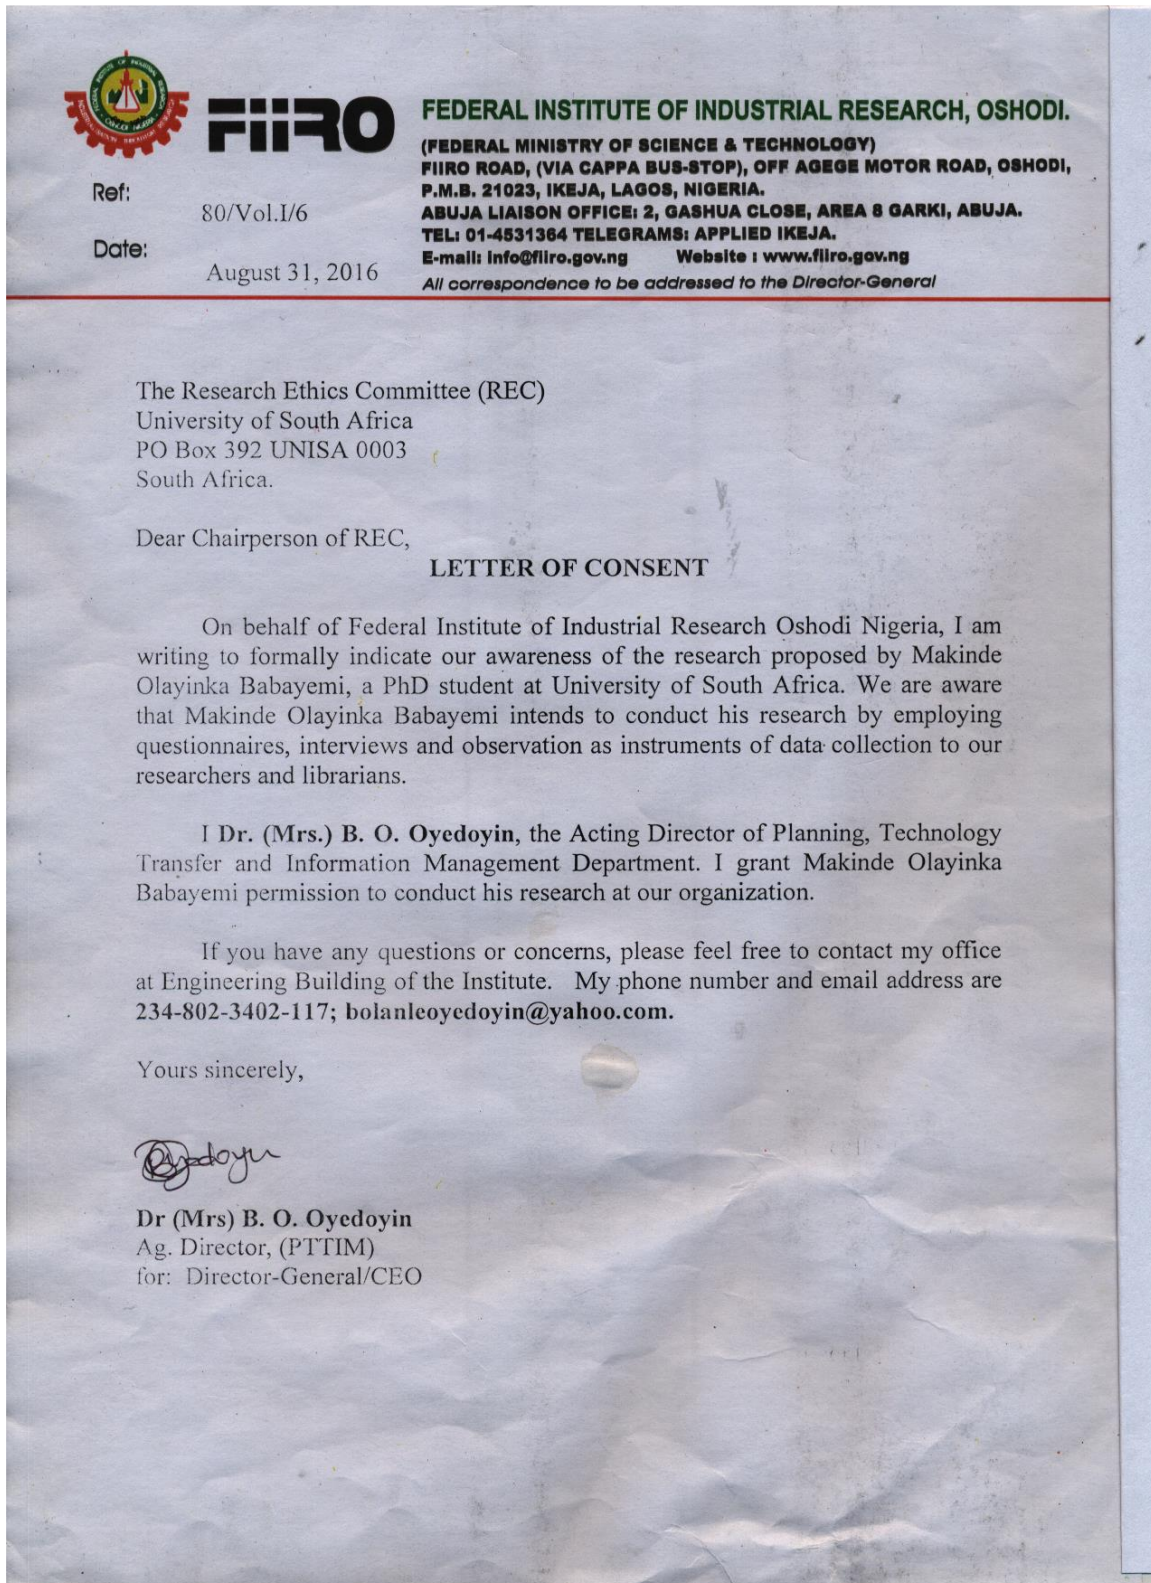 FEDERAL INSTITUTE OF INDUSTRIAL RESEARCH
OSHODI NIGERIA
FiiRO
FEDERAL INSTITUTE OF INDUSTRIAL RESEARCH, OSHODI.
(FEDERAL MINISTRY OF SCIENCE & TECHNOLOGY)
FIIRO ROAD, (VIA CAPPA BUS-STOP), OFF AGEGE MOTOR ROAD, OSHODI,
P.M.B. 21023, IKEJA, LAGOS, NIGERIA.
ABUJA LIAISON OFFICE: 2, GASHUA CLOSE, AREA 8 GARKI, ABUJA.
TEL: 01-4531364 TELEGRAMS: APPLIED IKEJA.
E-mail: info@fiiro.gov.ng Website : www.fiiro.gov.ng
All correspondence to be addressed to the Director-General
Ref: 80/Vol.I/6
Date: August 31, 2016
The Research Ethics Committee (REC)
University of South Africa
PO Box 392 UNISA 0003
South Africa.
Dear Chairperson of REC,
LETTER OF CONSENT
On behalf of Federal Institute of Industrial Research Oshodi Nigeria, I am
writing to formally indicate our awareness of the research proposed by Makinde
Olayinka Babayemi, a PhD student at University of South Africa. We are aware
that Makinde Olayinka Babayemi intends to conduct his research by employing
questionnaires, interviews and observation as instruments of data collection to our
researchers and librarians.
I Dr. (Mrs.) B. O. Oyedoyin, the Acting Director of Planning, Technology
Transfer and Information Management Department. I grant Makinde Olayinka
Babayemi permission to conduct his research at our organization.
If you have any questions or concerns, please feel free to contact my office
at Engineering Building of the Institute. My phone number and email address are
234-802-3402-117; bolanleoyedoyin@yahoo.com.
Yours sincerely,
Dr (Mrs) B. O. Oyedoyin
Ag. Director, (PTTIM)
for: Director-General/CEO